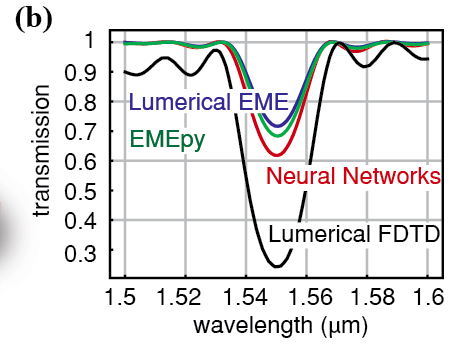 (b)
1
0.9
0.8
0.7
0.6
0.5
0.4
0.3
transmission
Lumerical EME
EMEpy
Neural Networks
Lumerical FDTD
1.5 1.52 1.54 1.56 1.58 1.6
wavelength (μm)